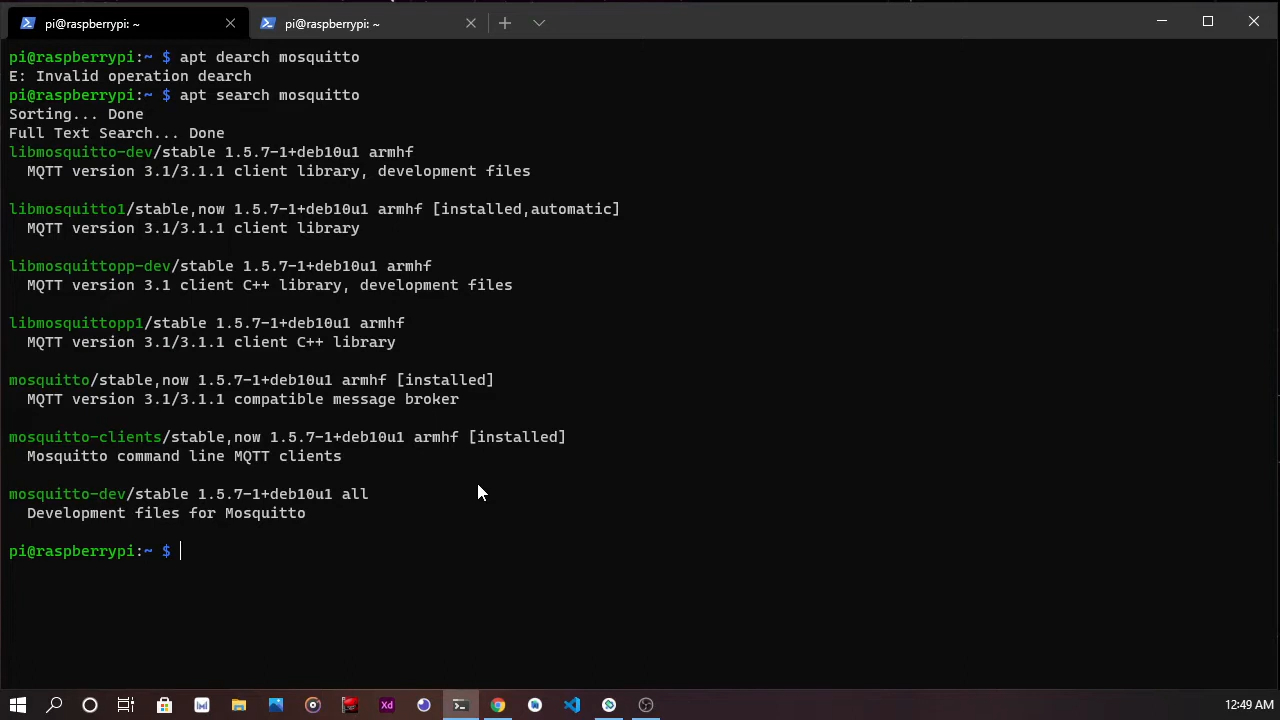 pi@raspberrypi: ~
pi@raspberrypi: ~
pi@raspberrypi:~ $ apt dearch mosquitto
E: Invalid operation dearch
pi@raspberrypi:~ $ apt search mosquitto
Sorting... Done
Full Text Search... Done
libmosquitto-dev/stable 1.5.7-1+deb10u1 armhf
  MQTT version 3.1/3.1.1 client library, development files
libmosquitto1/stable,now 1.5.7-1+deb10u1 armhf [installed,automatic]
  MQTT version 3.1/3.1.1 client library
libmosquittopp-dev/stable 1.5.7-1+deb10u1 armhf
  MQTT version 3.1 client C++ library, development files
libmosquittopp1/stable 1.5.7-1+deb10u1 armhf
  MQTT version 3.1/3.1.1 client C++ library
mosquitto/stable,now 1.5.7-1+deb10u1 armhf [installed]
  MQTT version 3.1/3.1.1 compatible message broker
mosquitto-clients/stable,now 1.5.7-1+deb10u1 armhf [installed]
  Mosquitto command line MQTT clients
mosquitto-dev/stable 1.5.7-1+deb10u1 all
  Development files for Mosquitto
pi@raspberrypi:~ $
Xd
12:49 AM